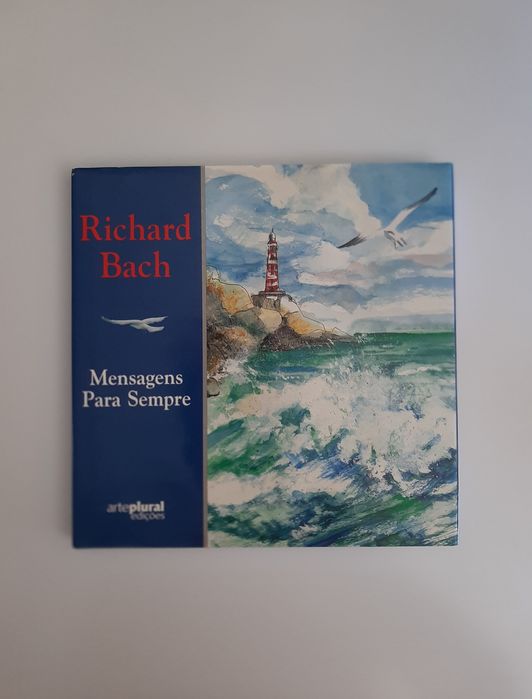 Richard
Bach
Mensagens
Para Sempre
arteplural
edições